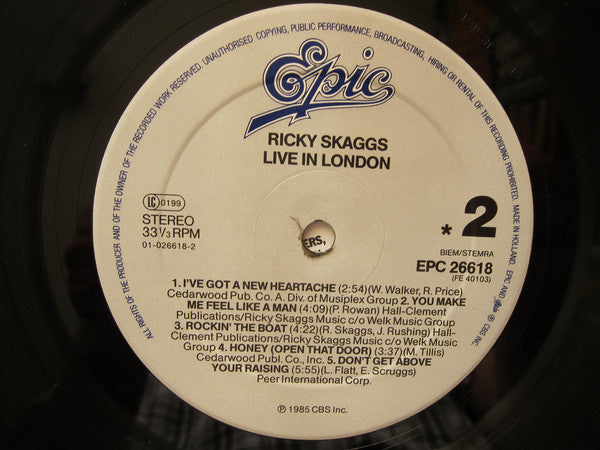 ALL RIGHTS OF THE PRODUCER AND OF THE OWNER OF THE RECORDED WORK RESERVED. UNAUTHORISED COPYING, PUBLIC PERFORMANCE, BROADCASTING, HIRING OR RENTAL OF THIS RECORDING PROHIBITED. MADE IN HOLLAND. EPIC AND ® CBS INC.
Epic
RICKY SKAGGS
LIVE IN LONDON
IC 0199
STEREO
33⅓ RPM
01-026618-2
ERS,
* 2
BIEM/STEMRA
EPC 26618
(FE 40103)
1. I'VE GOT A NEW HEARTACHE (2:54)(W. Walker, R. Price)
Cedarwood Pub. Co. A. Div. of Musiplex Group 2. YOU MAKE
ME FEEL LIKE A MAN (4:09)(P. Rowan) Hall-Clement
Publications/Ricky Skaggs Music c/o Welk Music Group
3. ROCKIN' THE BOAT (4:22)(R. Skaggs, J. Rushing) Hall-
Clement Publications/Ricky Skaggs Music c/o Welk Music
Group 4. HONEY (OPEN THAT DOOR) (3:37)(M. Tillis)
Cedarwood Pub. Co., Inc. 5. DON'T GET ABOVE
YOUR RAISING (5:55)(L. Flatt, E. Scruggs)
Peer International Corp.
℗ 1985 CBS Inc.